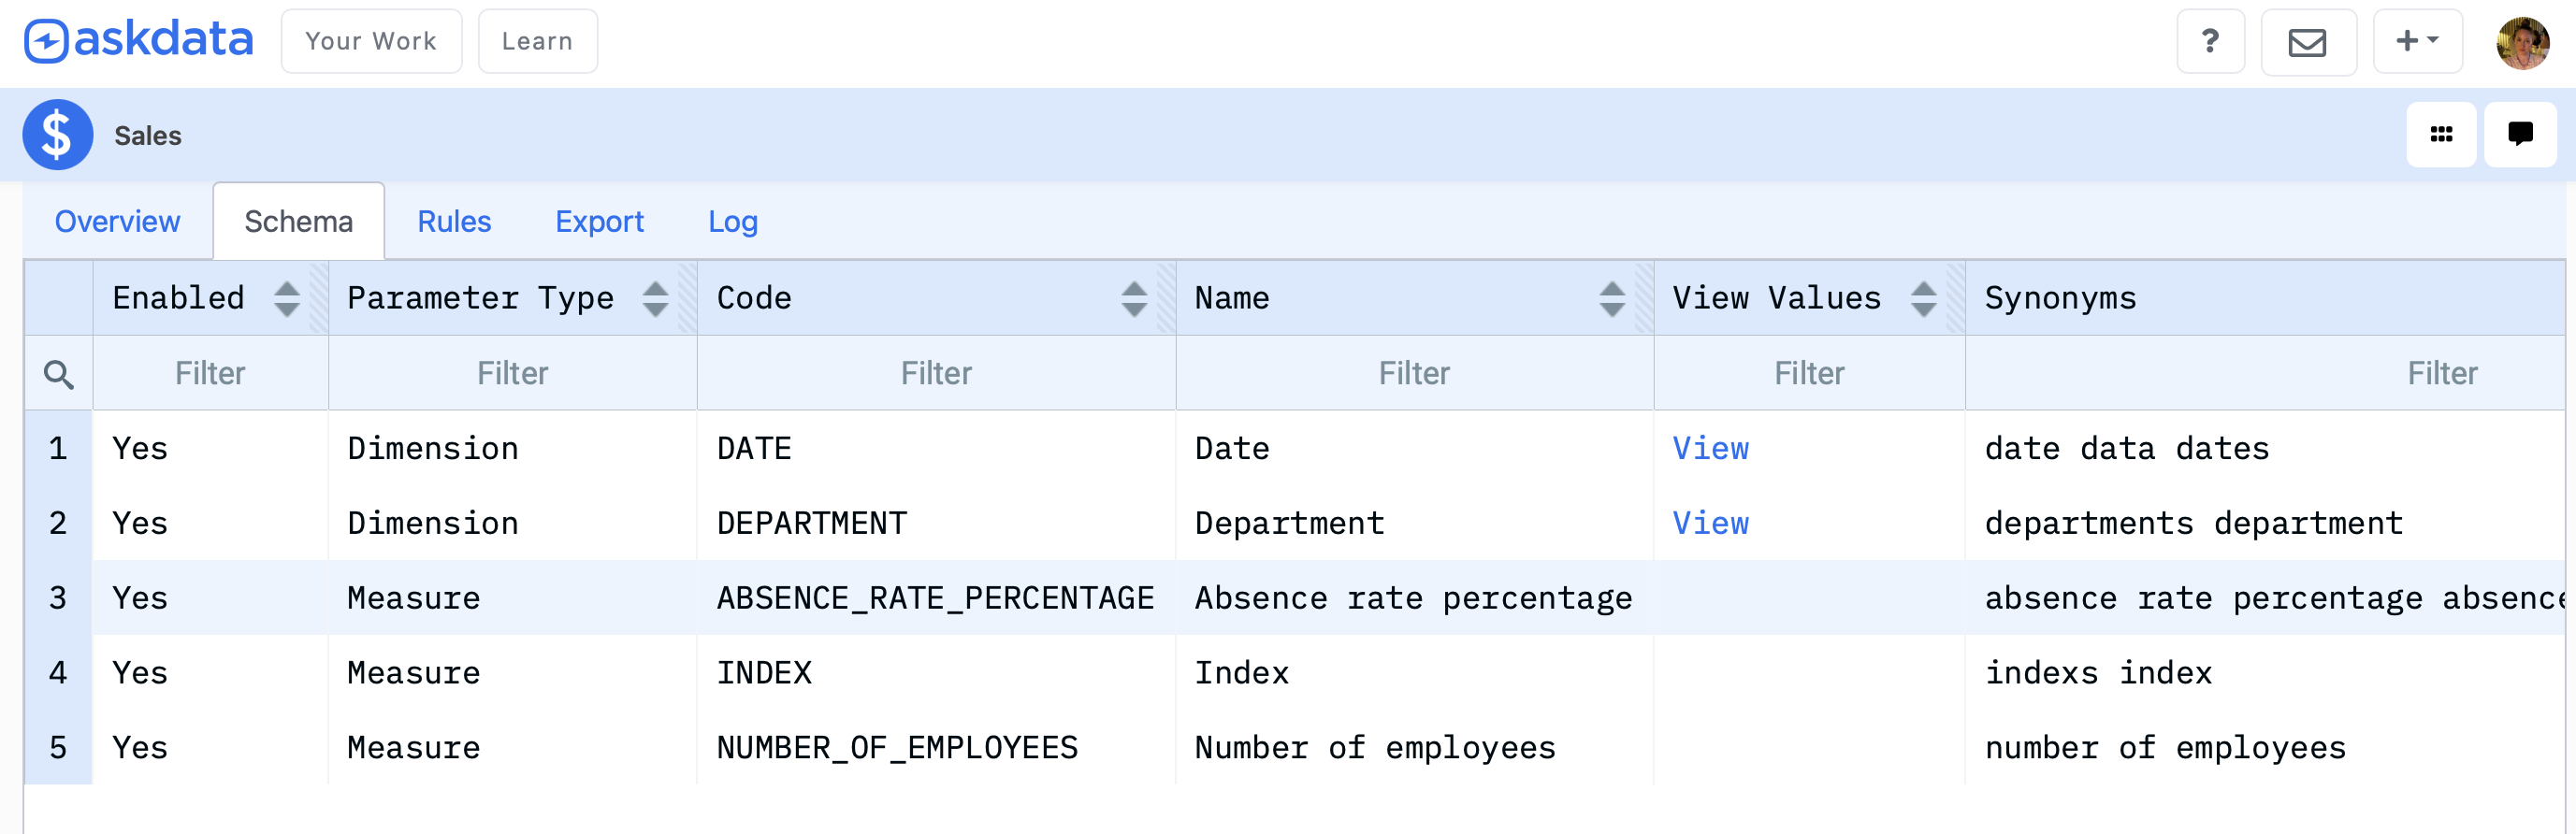 askdata Your Work Learn ? +
$ Sales
Overview Schema Rules Export Log
Enabled Parameter Type Code Name View Values Synonyms
Filter Filter Filter Filter Filter Filter
1 Yes Dimension DATE Date View date data dates
2 Yes Dimension DEPARTMENT Department View departments department
3 Yes Measure ABSENCE_RATE_PERCENTAGE Absence rate percentage absence rate percentage absence
4 Yes Measure INDEX Index indexs index
5 Yes Measure NUMBER_OF_EMPLOYEES Number of employees number of employees